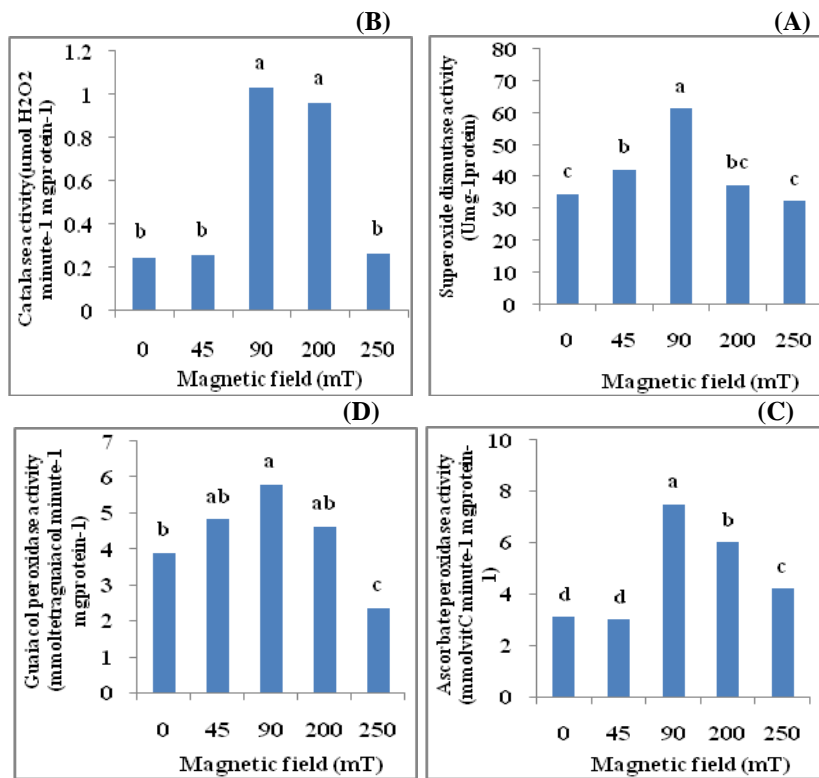 (B)
Catalase activity(umol H2O2
minute-1 mgprotein-1)
1.2
1
0.8
0.6
0.4
0.2
0
b
b
a
a
b
0 45 90 200 250
Magnetic field (mT)
(A)
Superoxide dismutase activity
(Umg-1protein)
80
70
60
50
40
30
20
10
0
c
b
a
bc
c
0 45 90 200 250
Magnetic field (mT)
(D)
Guaiacol peroxidase activity
(mmoltetraguaiacol minute-1
mgprotein-1)
7
6
5
4
3
2
1
0
b
ab
a
ab
c
0 45 90 200 250
Magnetic field (mT)
(C)
Ascorbate peroxidase activity
(mmolvitC minute-1 mgprotein-
1)
10
8
6
4
2
0
d
d
a
b
c
0 45 90 200 250
Magnetic field (mT)